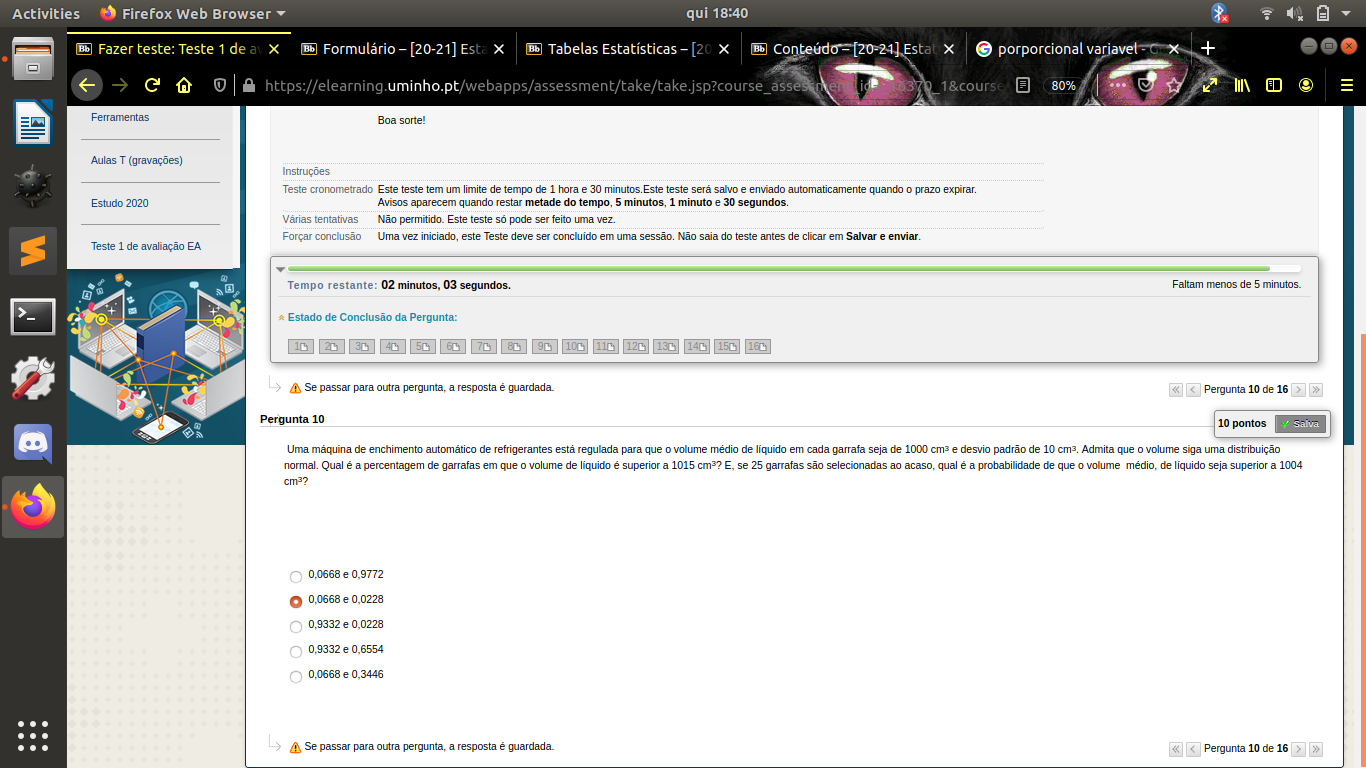 Activities
Firefox Web Browser
qui 18:40
Fazer teste: Teste 1 de av
Formulário – [20-21] Esta
Tabelas Estatísticas – [20
Conteúdo – [20-21] Estat
porporcional varjavel - G
https://elearning.uminho.pt/webapps/assessment/take/take.jsp?course_assessment_id=_16370_1&course
80%
Ferramentas
Aulas T (gravações)
Estudo 2020
Teste 1 de avaliação EA
Boa sorte!
Instruções
Teste cronometrado Este teste tem um limite de tempo de 1 hora e 30 minutos.Este teste será salvo e enviado automaticamente quando o prazo expirar.
Avisos aparecem quando restar metade do tempo, 5 minutos, 1 minuto e 30 segundos.
Várias tentativas Não permitido. Este teste só pode ser feito uma vez.
Forçar conclusão Uma vez iniciado, este Teste deve ser concluído em uma sessão. Não saia do teste antes de clicar em Salvar e enviar.
Tempo restante: 02 minutos, 03 segundos.
Faltam menos de 5 minutos.
Estado de Conclusão da Pergunta:
1 2 3 4 5 6 7 8 9 10 11 12 13 14 15 16
Se passar para outra pergunta, a resposta é guardada.
Pergunta 10 de 16
Pergunta 10
10 pontos
Salva
Uma máquina de enchimento automático de refrigerantes está regulada para que o volume médio de líquido em cada garrafa seja de 1000 cm³ e desvio padrão de 10 cm³. Admita que o volume siga uma distribuição
normal. Qual é a percentagem de garrafas em que o volume de líquido é superior a 1015 cm³? E, se 25 garrafas são selecionadas ao acaso, qual é a probabilidade de que o volume médio, de líquido seja superior a 1004
cm³?
0,0668 e 0,9772
0,0668 e 0,0228
0,9332 e 0,0228
0,9332 e 0,6554
0,0668 e 0,3446
Se passar para outra pergunta, a resposta é guardada.
Pergunta 10 de 16